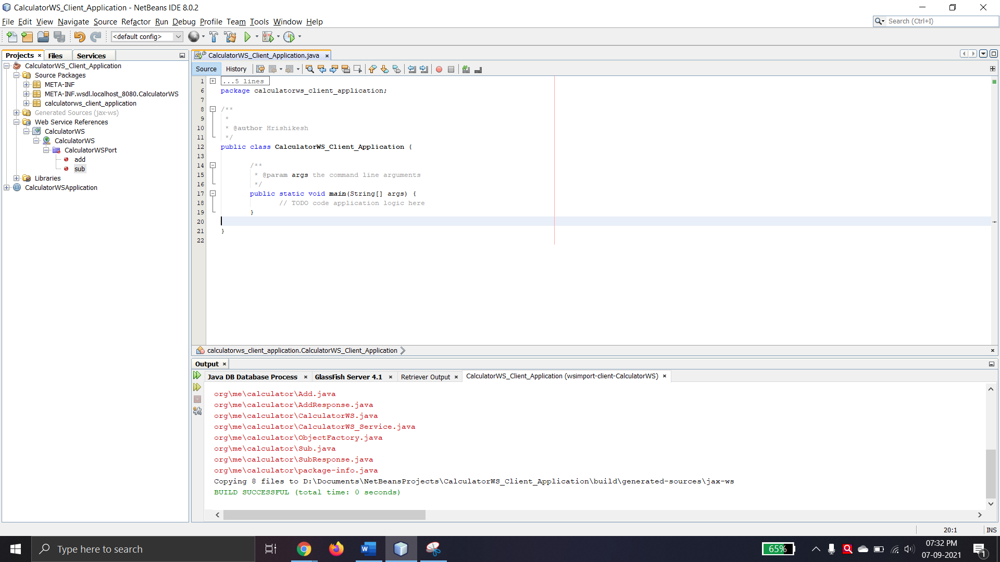 CalculatorWS_Client_Application - NetBeans IDE 8.0.2
File Edit View Navigate Source Refactor Run Debug Profile Team Tools Window Help
Search (Ctrl+I)
<default config>
Projects × Files Services
CalculatorWS_Client_Application
Source Packages
META-INF
META-INF.wsdl.localhost_8080.CalculatorWS
calculatorws_client_application
Generated Sources (jax-ws)
Web Service References
CalculatorWS
CalculatorWS
CalculatorWSPort
add
sub
Libraries
CalculatorWSApplication
CalculatorWS_Client_Application.java ×
Source History
1 ...5 lines
6 package calculatorws_client_application;
7
8 /**
9 *
10 * @author Hrishikesh
11 */
12 public class CalculatorWS_Client_Application {
13
14 /**
15 * @param args the command line arguments
16 */
17 public static void main(String[] args) {
18 // TODO code application logic here
19 }
20
21 }
22
calculatorws_client_application.CalculatorWS_Client_Application
Output ×
Java DB Database Process × GlassFish Server 4.1 × Retriever Output × CalculatorWS_Client_Application (wsimport-client-CalculatorWS) ×
org\me\calculator\Add.java
org\me\calculator\AddResponse.java
org\me\calculator\CalculatorWS.java
org\me\calculator\CalculatorWS_Service.java
org\me\calculator\ObjectFactory.java
org\me\calculator\Sub.java
org\me\calculator\SubResponse.java
org\me\calculator\package-info.java
Copying 8 files to D:\Documents\NetBeansProjects\CalculatorWS_Client_Application\build\generated-sources\jax-ws
BUILD SUCCESSFUL (total time: 0 seconds)
20:1 INS
Type here to search
65%
07:32 PM
07-09-2021
1